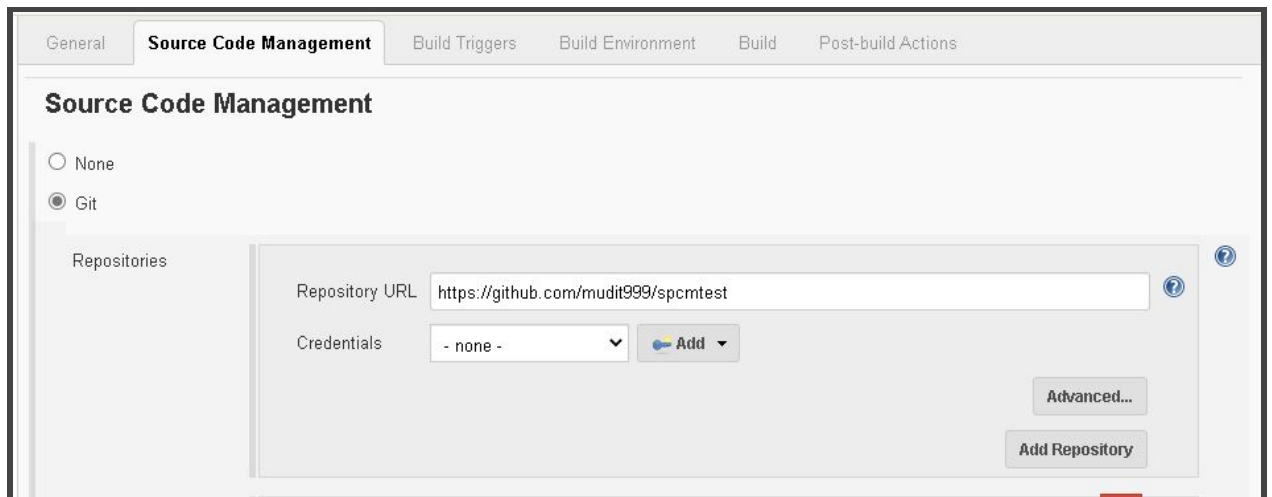 General Source Code Management Build Triggers Build Environment Build Post-build Actions
Source Code Management
None
Git
Repositories
Repository URL https://github.com/mudit999/spcmtest
Credentials - none - Add
Advanced...
Add Repository